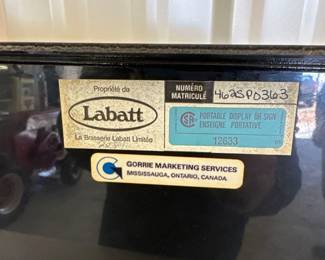 Propriété de
Labatt
La Brasserie Labatt Limitée
NUMÉRO
MATRICULE
462SPD363
PORTABLE DISPLAY OR SIGN
ENSEIGNE PORTATIVE
12633
GORRIE MARKETING SERVICES
MISSISSAUGA, ONTARIO, CANADA